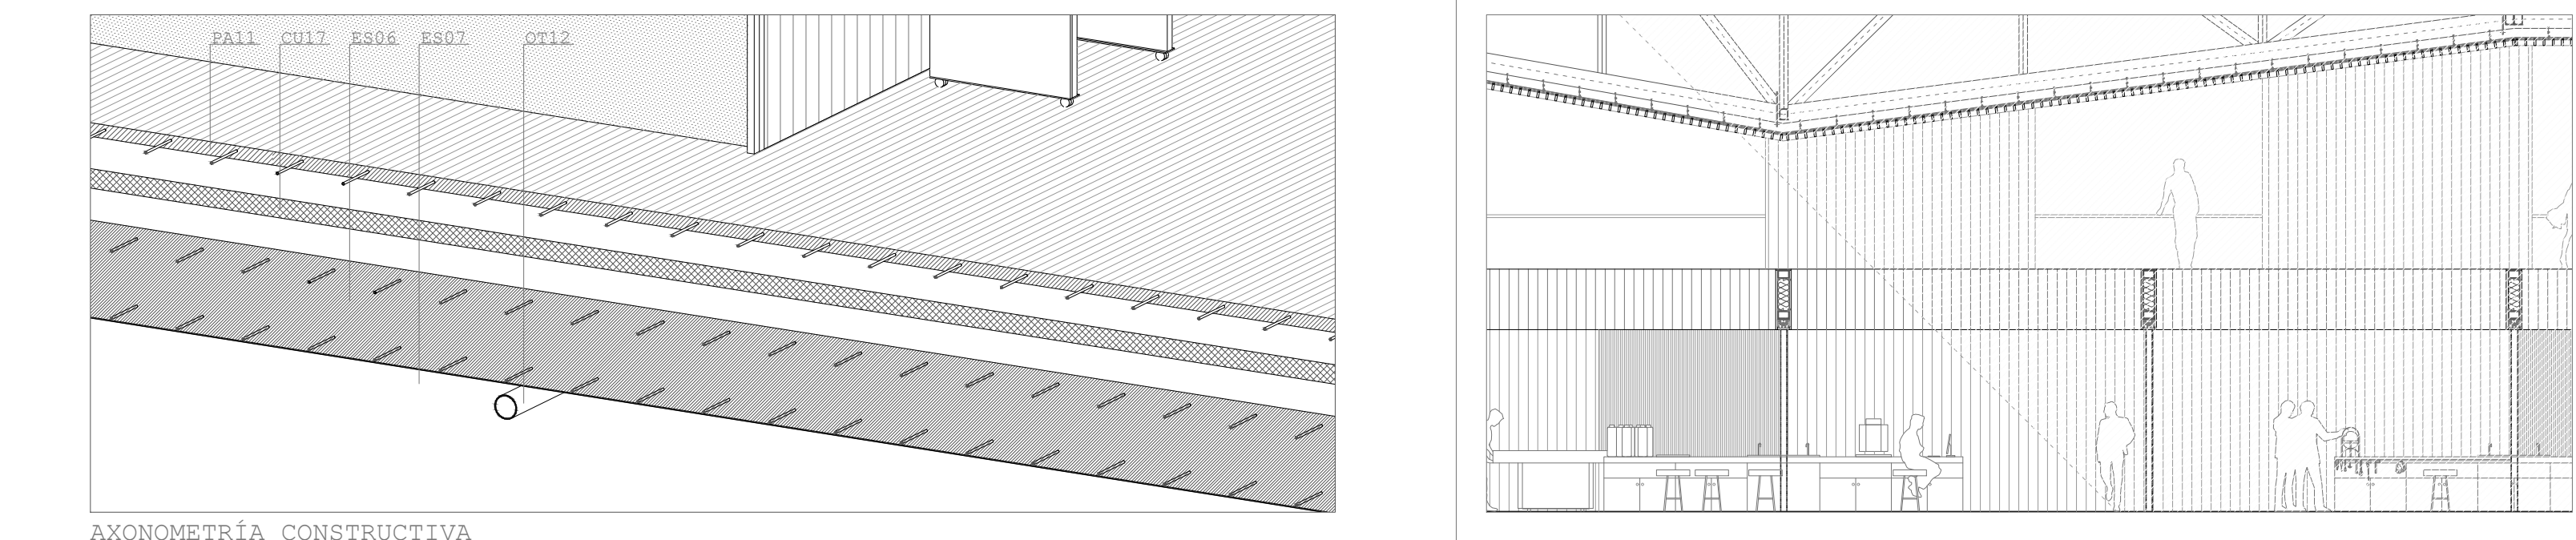 PA11 CU17 ES06 ES07 OT12
AXONOMETRÍA CONSTRUCTIVA